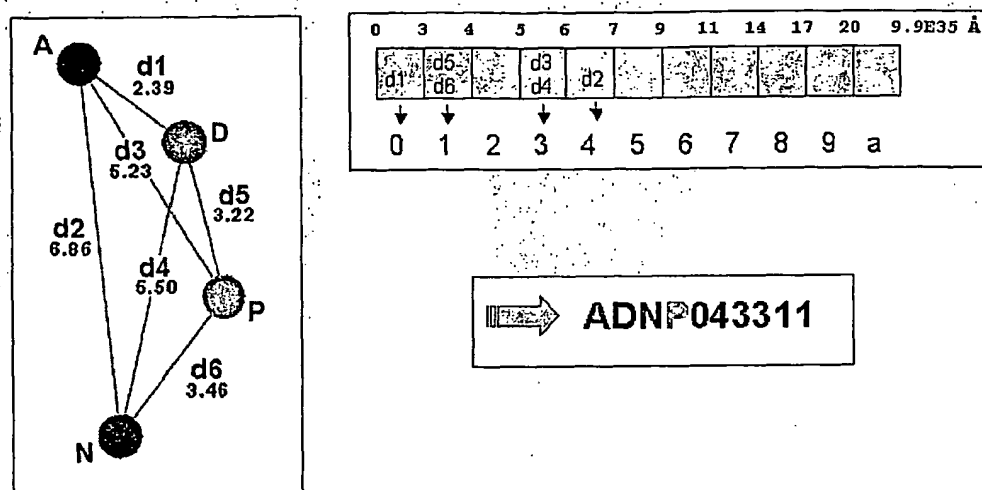 A
d1
2.39
D
d3
5.23
d5
3.22
d2
6.86
d4
5.50
P
d6
3.46
N
0 3 4 5 6 7 9 11 14 17 20 9.9E35 Å
d1 d5 d6 d3 d4 d2
0 1 2 3 4 5 6 7 8 9 a
ADNP043311